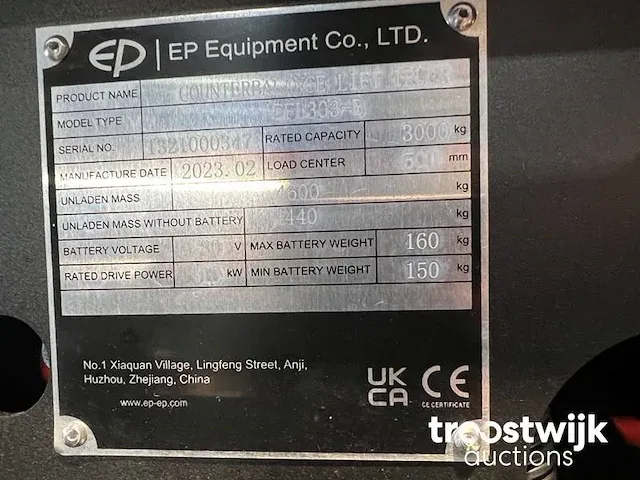 EP | EP Equipment Co., LTD.
PRODUCT NAME COUNTERBALANCE LIFT
MODEL TYPE
SERIAL NO. 1321000347 RATED CAPACITY 3000 kg
MANUFACTURE DATE 2023.02 LOAD CENTER 500 mm
UNLADEN MASS kg
UNLADEN MASS WITHOUT BATTERY kg
BATTERY VOLTAGE V MAX BATTERY WEIGHT 160 kg
RATED DRIVE POWER kW MIN BATTERY WEIGHT 150 kg
No.1 Xiaquan Village, Lingfeng Street, Anji,
Huzhou, Zhejiang, China
www.ep-ep.com
UK
CA
CE
CE CERTIFICATE
troostwijk
auctions